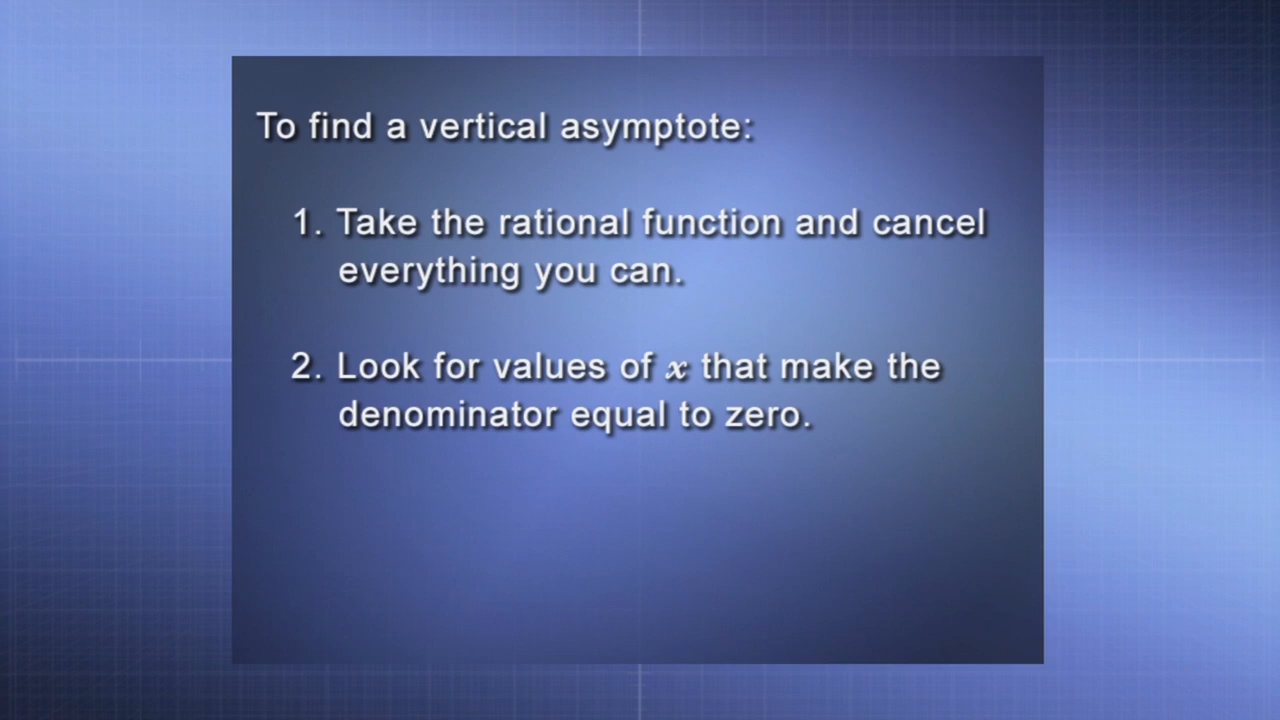 To find a vertical asymptote:
1. Take the rational function and cancel
everything you can.
2. Look for values of x that make the
denominator equal to zero.